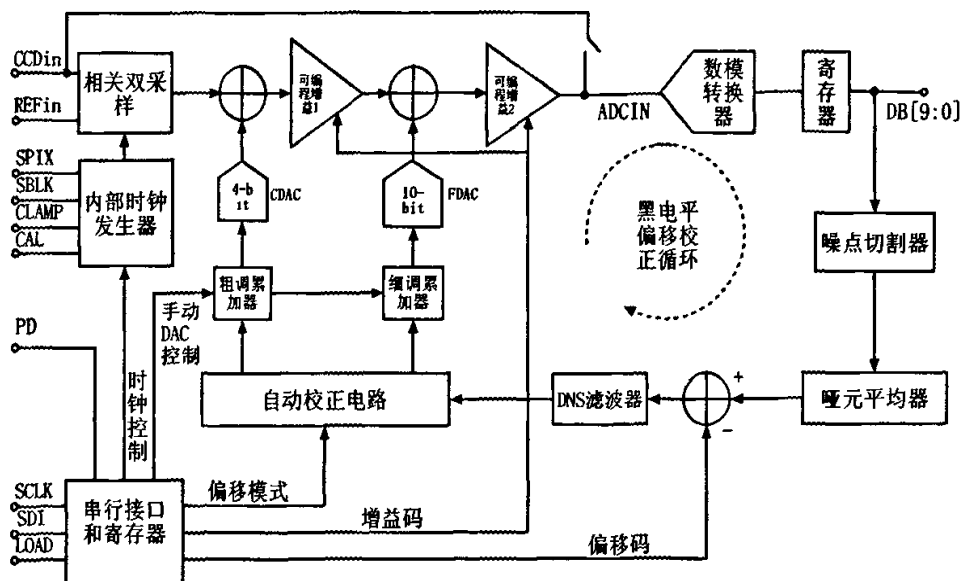 CCDin
REFin
SPIX
SBLK
CLAMP
CAL
PD
SCLK
SDI
LOAD
相关双采
样
内部时钟
发生器
可编
程增
益1
可编
程增
益2
ADCIN
数模
转换
器
寄
存
器
DB[9:0]
4-b
it
CDAC
10-
bit
FDAC
黑电平
偏移校
正循环
噪点切割器
粗调累
加器
细调累
加器
手动
DAC
控制
时
钟
控
制
自动校正电路
DNS滤波器
+
-
哑元平均器
串行接口
和寄存器
偏移模式
增益码
偏移码